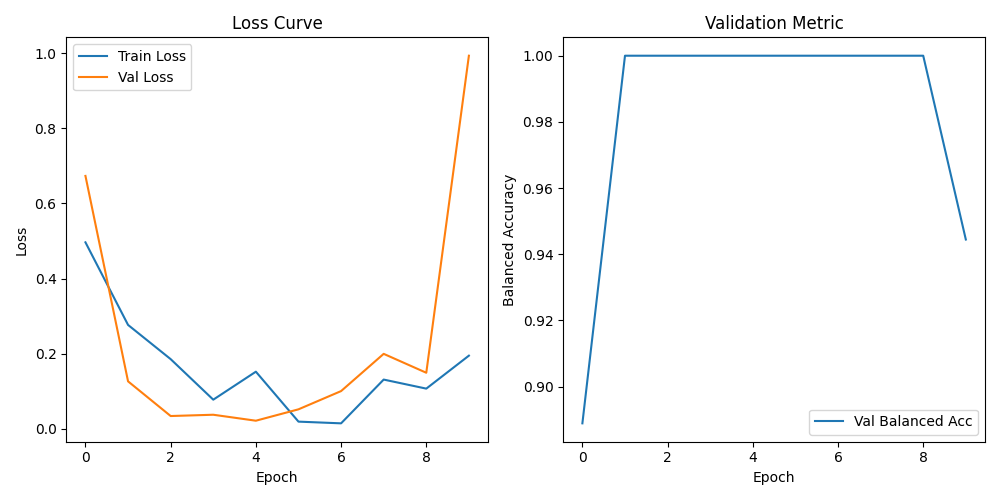 Loss Curve
Train Loss
Val Loss
1.0
0.8
0.6
0.4
0.2
0.0
Loss
0 2 4 6 8
Epoch
Validation Metric
1.00
0.98
0.96
0.94
0.92
0.90
Balanced Accuracy
Val Balanced Acc
0 2 4 6 8
Epoch